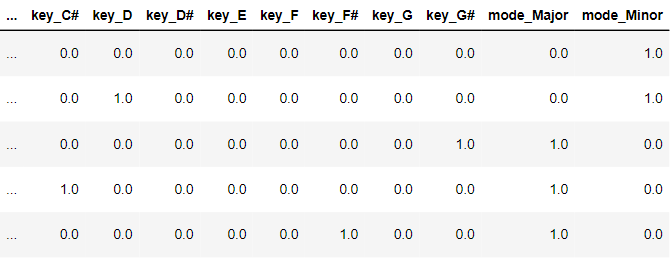 ... key_C# key_D key_D# key_E key_F key_F# key_G key_G# mode_Major mode_Minor
... 0.0 0.0 0.0 0.0 0.0 0.0 0.0 0.0 0.0 1.0
... 0.0 1.0 0.0 0.0 0.0 0.0 0.0 0.0 0.0 1.0
... 0.0 0.0 0.0 0.0 0.0 0.0 0.0 1.0 1.0 0.0
... 1.0 0.0 0.0 0.0 0.0 0.0 0.0 0.0 1.0 0.0
... 0.0 0.0 0.0 0.0 0.0 1.0 0.0 0.0 1.0 0.0